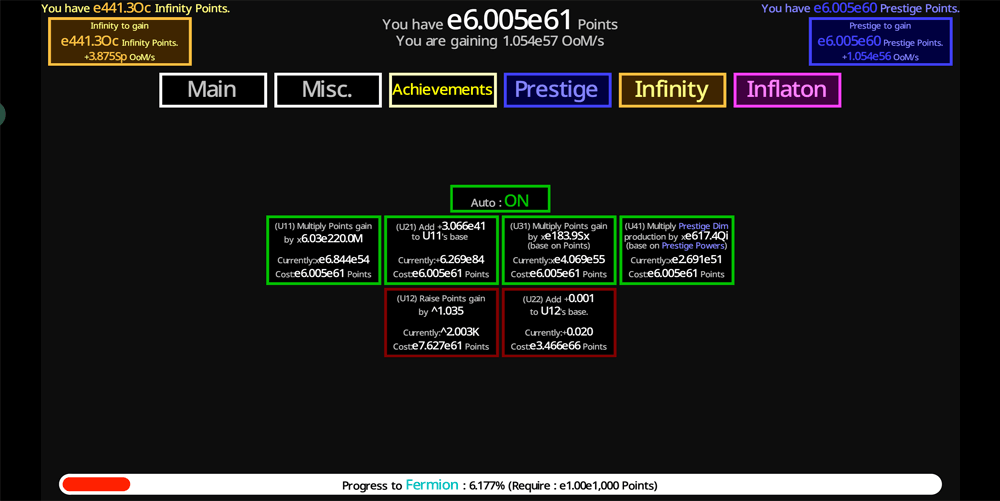 You have e441.3Oc Infinity Points.
Infinity to gain
e441.3Oc Infinity Points.
+3.875Sp OoM/s
You have e6.005e61 Points
You are gaining 1.054e57 OoM/s
You have e6.005e60 Prestige Points.
Prestige to gain
e6.005e60 Prestige Points.
+1.054e56 OoM/s
Main
Misc.
Achievements
Prestige
Infinity
Inflaton
Auto : ON
(U11) Multiply Points gain
by x6.03e220.0M
Currently:xe6.844e54
Cost:e6.005e61 Points
(U21) Add +3.066e41
to U11's base
Currently:+6.269e84
Cost:e6.005e61 Points
(U31) Multiply Points gain
by xe183.9Sx
(base on Points)
Currently:xe4.069e55
Cost:e6.005e61 Points
(U41) Multiply Prestige Dim
production by xe617.4Qi
(base on Prestige Powers)
Currently:xe2.691e51
Cost:e6.005e61 Points
(U12) Raise Points gain
by ^1.035
Currently:^2.003K
Cost:e7.627e61 Points
(U22) Add +0.001
to U12's base.
Currently:+0.020
Cost:e3.466e66 Points
Progress to Fermion : 6.177% (Require : e1.00e1,000 Points)